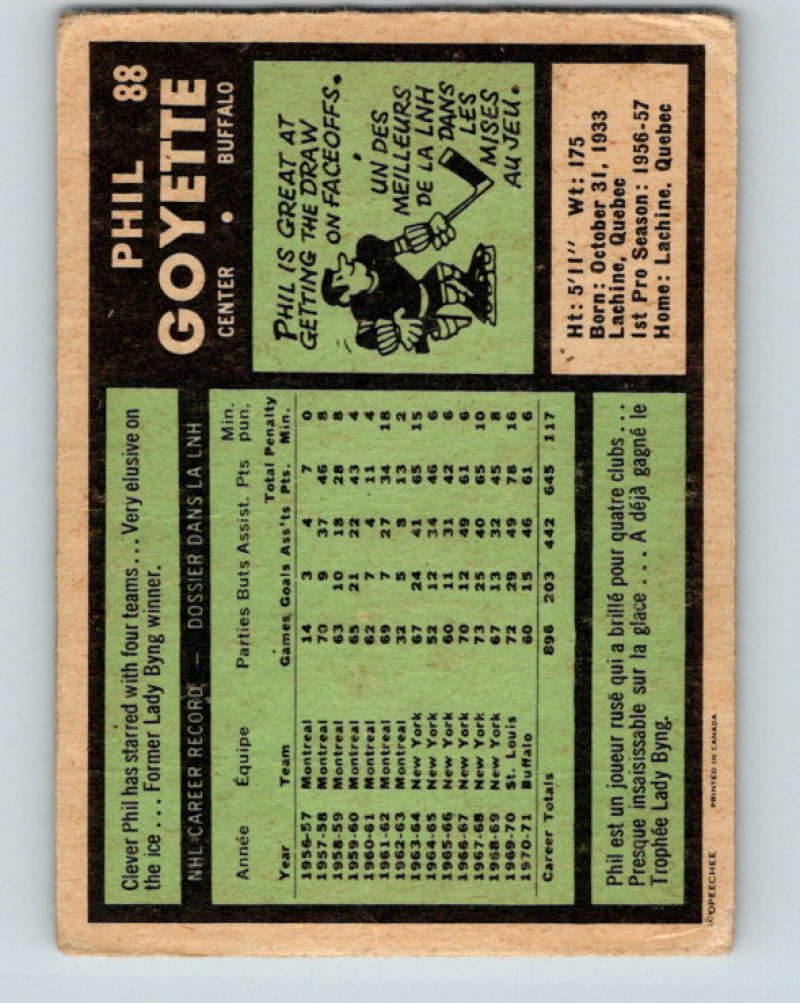 PHIL 88
GOYETTE
CENTER • BUFFALO
Clever Phil has starred with four teams... Very elusive on
the ice... Former Lady Byng winner.
NHL CAREER RECORD — DOSSIER DANS LA LNH
Année Équipe Parties Buts Assist. Pts Min. pun.
Year Team Games Goals Ass'ts Total Pts. Penalty Min.
1956-57 Montreal 14 3 4 7 0
1957-58 Montreal 70 9 37 46 8
1958-59 Montreal 63 10 18 28 8
1959-60 Montreal 65 21 22 43 4
1960-61 Montreal 62 7 4 11 4
1961-62 Montreal 69 7 27 34 18
1962-63 Montreal 32 5 8 13 2
1963-64 New York 67 24 41 65 15
1964-65 New York 52 12 34 46 6
1965-66 New York 60 11 31 42 6
1966-67 New York 70 12 49 61 6
1967-68 New York 73 25 40 65 10
1968-69 New York 67 13 32 45 8
1969-70 St. Louis 72 29 49 78 16
1970-71 Buffalo 60 15 46 61 6
Career Totals 896 203 442 645 117
Phil est un joueur rusé qui a brillé pour quatre clubs...
Presque insaisissable sur la glace... A déjà gagné le
Trophée Lady Byng.
PHIL IS GREAT AT
GETTING THE DRAW
ON FACEOFFS.
UN DES
MEILLEURS
DE LA LNH
DANS
LES
MISES
AU JEU.
Ht: 5'11" Wt: 175
Born: October 31, 1933
Lachine, Quebec
1st Pro Season: 1956-57
Home: Lachine, Quebec
©OPEECHEE PRINTED IN CANADA